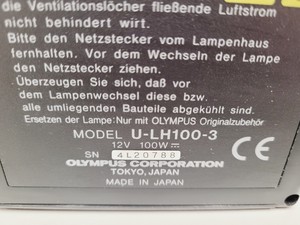 die Ventilationslöcher fließende Luftstrom
nicht behindert wird.
Bitte den Netzstecker vom Lampenhaus
fernhalten. Vor dem Wechseln der Lampe
den Netzstecker ziehen.
Überzeugen Sie sich, daß vor
dem Lampenwechsel diese bzw.
alle umliegenden Bauteile abgekühlt sind.
Ersetzen der Lampe: Nur mit OLYMPUS Originalzubehör
MODEL U-LH100-3
12V 100W⎓
SN 4L20788
OLYMPUS CORPORATION
TOKYO, JAPAN
MADE IN JAPAN